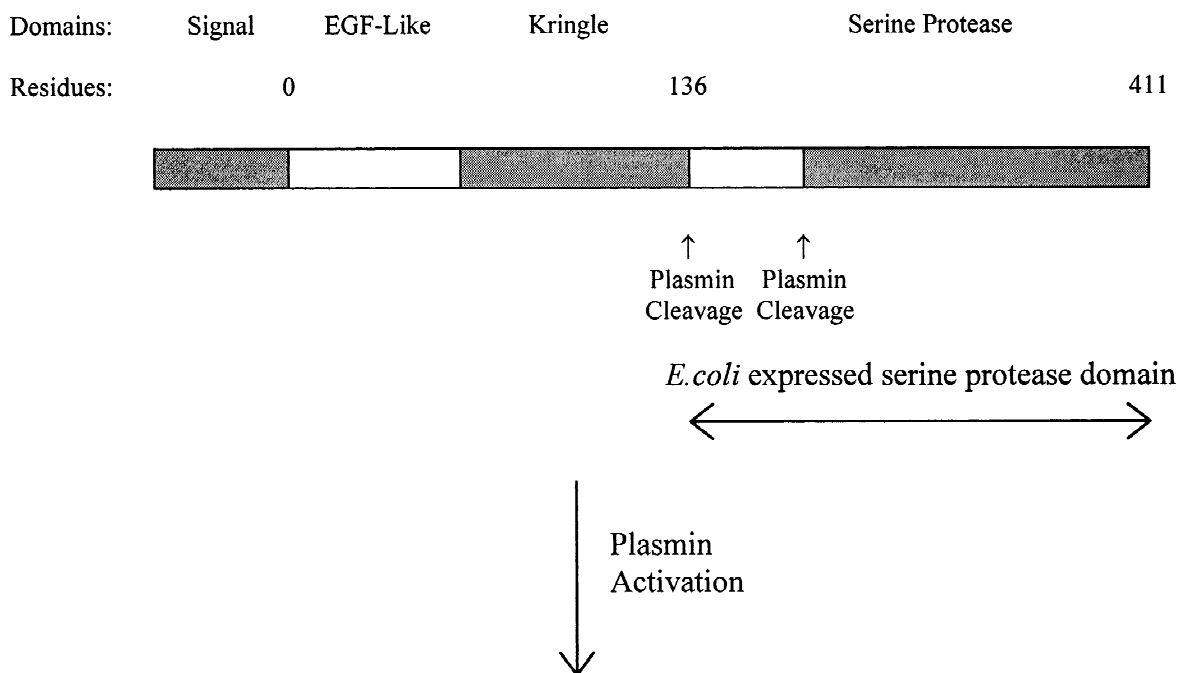 Domains: Signal EGF-Like Kringle Serine Protease
Residues: 0 136 411
↑ ↑
Plasmin Plasmin
Cleavage Cleavage
E.coli expressed serine protease domain
Plasmin
Activation